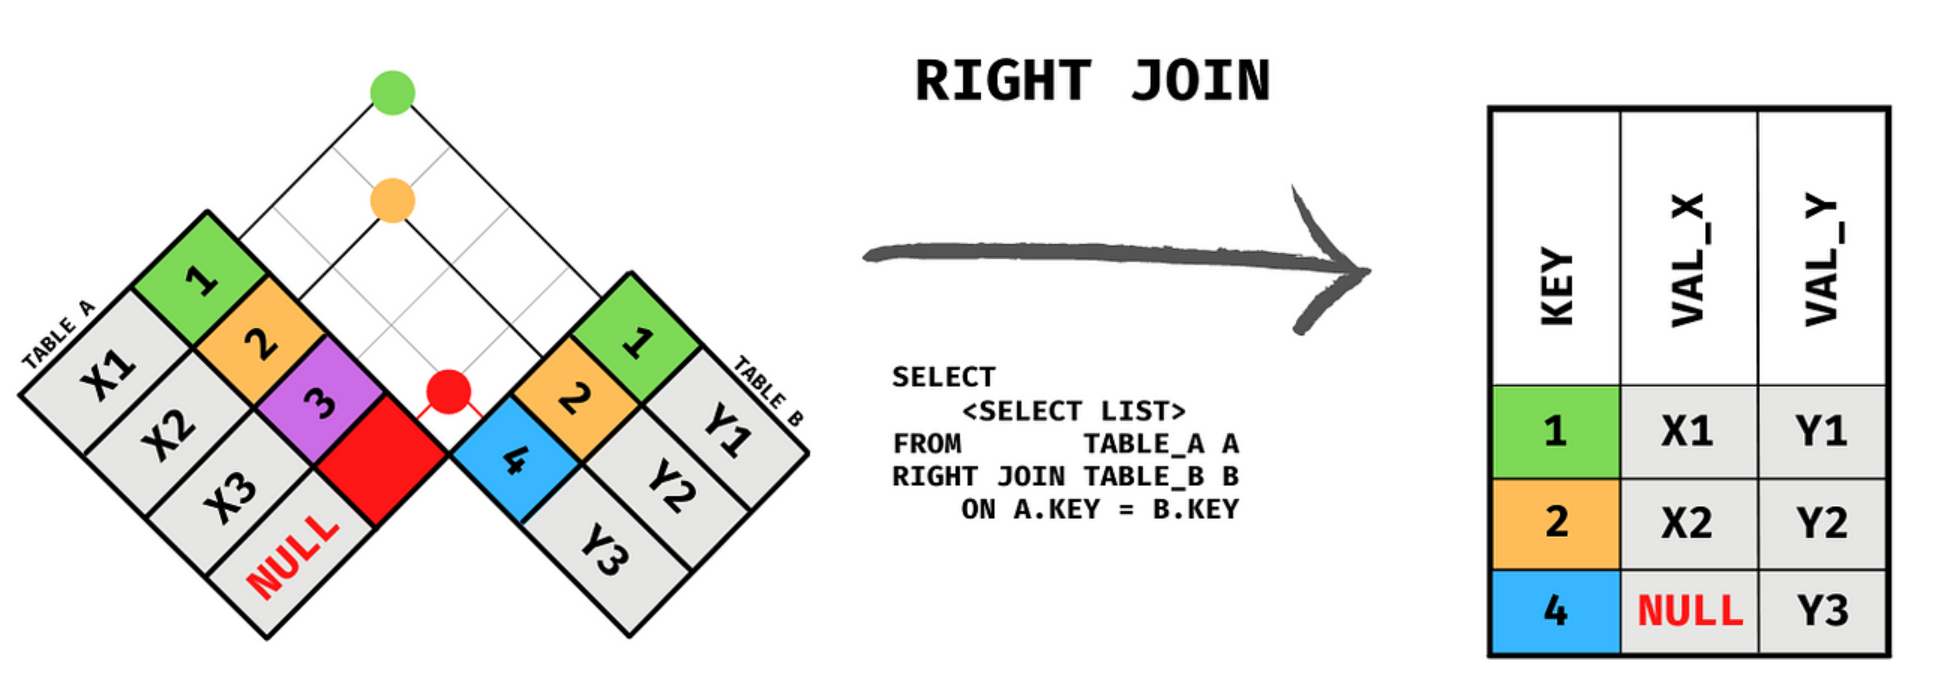 RIGHT JOIN
TABLE A
1
X1
2
X2
3
X3
NULL
TABLE B
1
Y1
2
Y2
4
Y3
SELECT
<SELECT LIST>
FROM TABLE_A A
RIGHT JOIN TABLE_B B
ON A.KEY = B.KEY
KEY VAL_X VAL_Y
1 X1 Y1
2 X2 Y2
4 NULL Y3